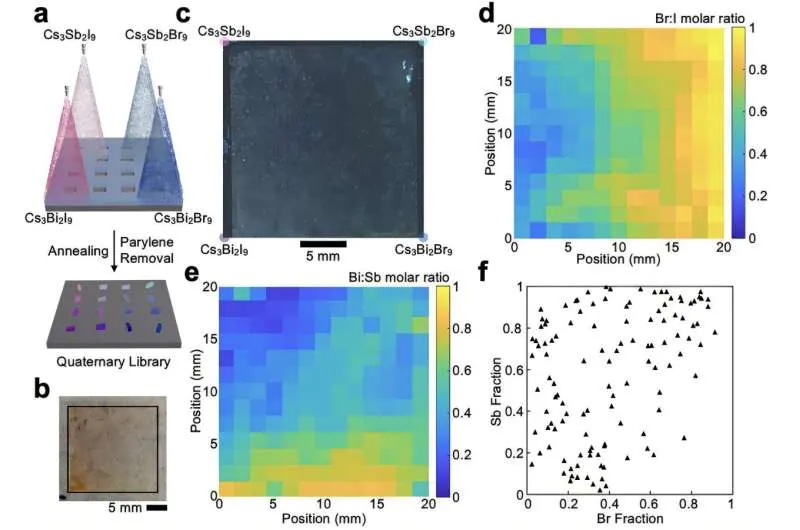 a
Cs3Sb2I9
Cs3Sb2Br9
Cs3Bi2I9
Cs3Bi2Br9
Annealing
Parylene
Removal
Quaternary Library
b
5 mm
c
Cs3Sb2I9
Cs3Sb2Br9
Cs3Bi2I9
Cs3Bi2Br9
5 mm
d
Br:I molar ratio
20
15
10
5
0
Position (mm)
0
5
10
15
20
Position (mm)
1
0.8
0.6
0.4
0.2
0
e
Bi:Sb molar ratio
20
15
10
5
0
Position (mm)
0
5
10
15
20
Position (mm)
1
0.8
0.6
0.4
0.2
0
f
1
0.8
0.6
0.4
0.2
0
Sb Fraction
0
0.2
0.4
0.6
0.8
1
Br Fraction